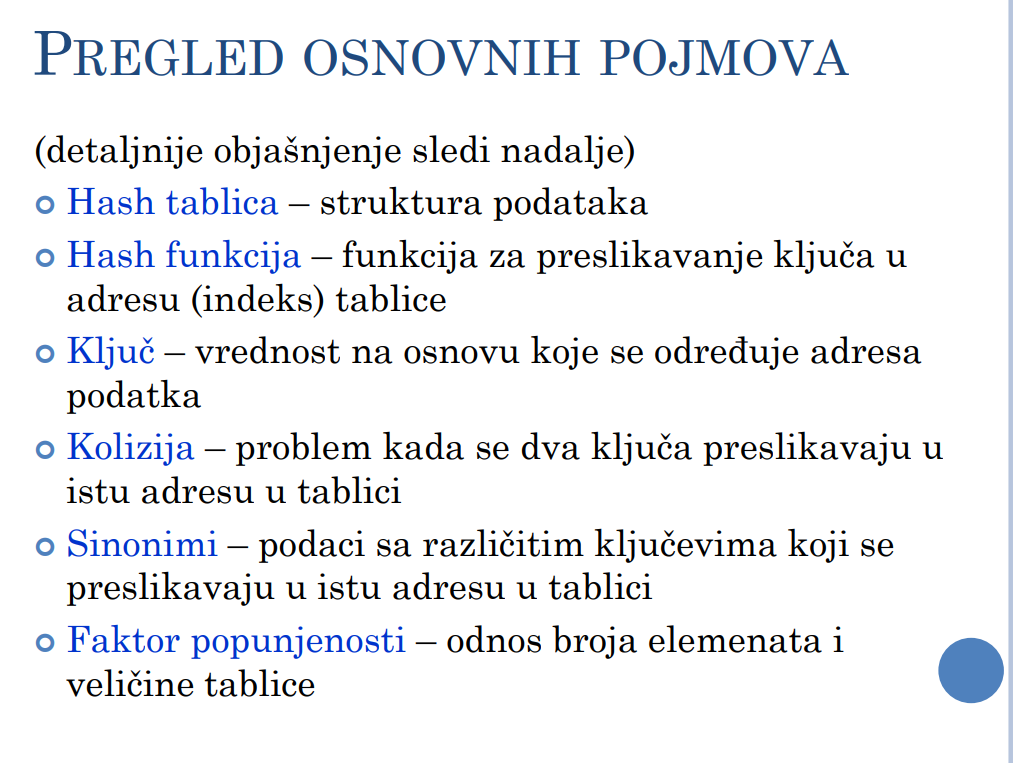 PREGLED OSNOVNIH POJMOVA
(detaljnije objašnjenje sledi nadalje)
Hash tablica – struktura podataka
Hash funkcija – funkcija za preslikavanje ključa u
adresu (indeks) tablice
Ključ – vrednost na osnovu koje se određuje adresa
podatka
Kolizija – problem kada se dva ključa preslikavaju u
istu adresu u tablici
Sinonimi – podaci sa različitim ključevima koji se
preslikavaju u istu adresu u tablici
Faktor popunjenosti – odnos broja elemenata i
veličine tablice